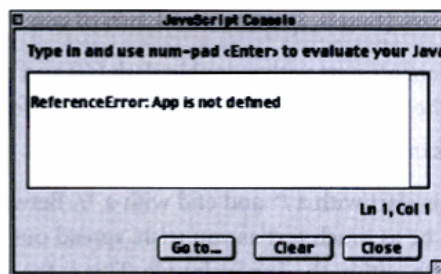 JavaScript Console
Type in and use num-pad <Enter> to evaluate your Java
ReferenceError: App is not defined
Ln 1, Col 1
Go to...
Clear
Close